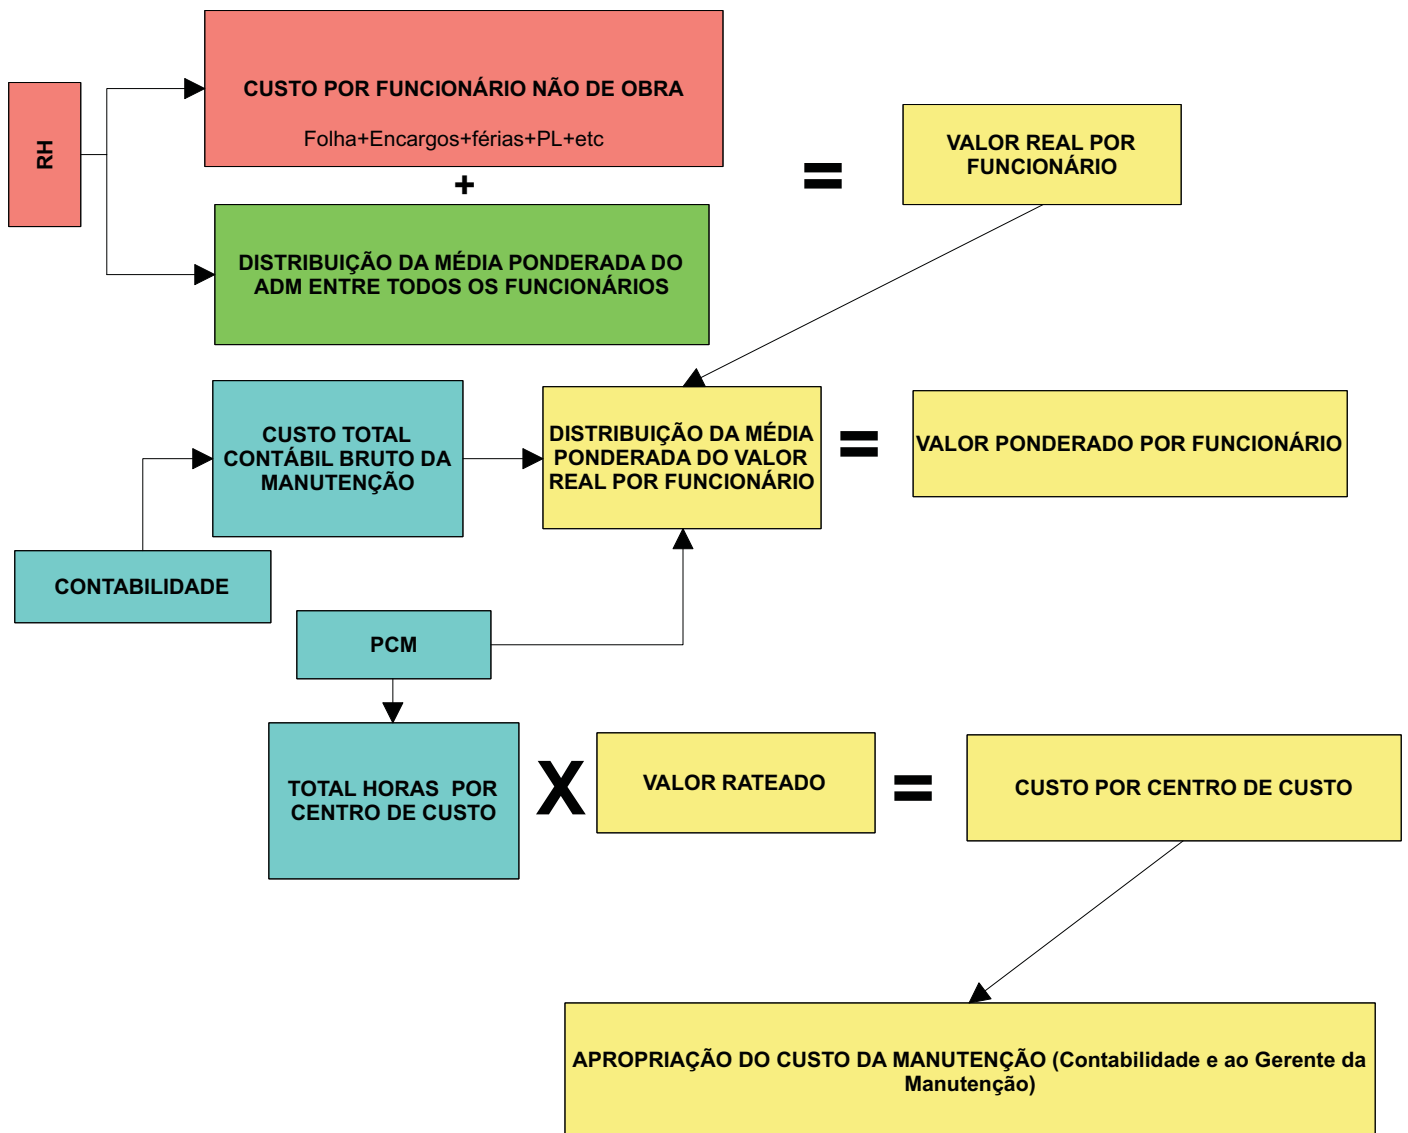 RH
CUSTO POR FUNCIONÁRIO NÃO DE OBRA
Folha+Encargos+férias+PL+etc
+
DISTRIBUIÇÃO DA MÉDIA PONDERADA DO
ADM ENTRE TODOS OS FUNCIONÁRIOS
=
VALOR REAL POR
FUNCIONÁRIO
CUSTO TOTAL
CONTÁBIL BRUTO DA
MANUTENÇÃO
DISTRIBUIÇÃO DA MÉDIA
PONDERADA DO VALOR
REAL POR FUNCIONÁRIO
=
VALOR PONDERADO POR FUNCIONÁRIO
CONTABILIDADE
PCM
TOTAL HORAS  POR
CENTRO DE CUSTO
X
VALOR RATEADO
=
CUSTO POR CENTRO DE CUSTO
APROPRIAÇÃO DO CUSTO DA MANUTENÇÃO (Contabilidade e ao Gerente da
Manutenção)